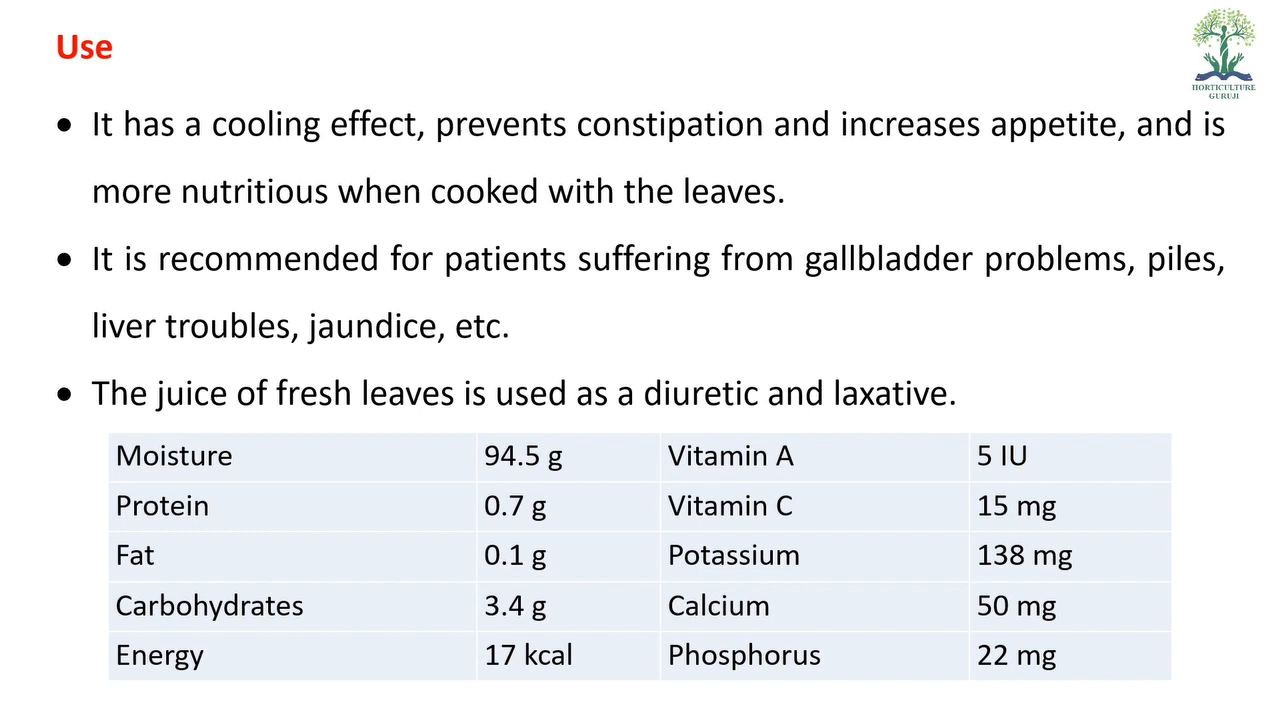 Use
HORTICULTURE
GURUJI
• It has a cooling effect, prevents constipation and increases appetite, and is
more nutritious when cooked with the leaves.
• It is recommended for patients suffering from gallbladder problems, piles,
liver troubles, jaundice, etc.
• The juice of fresh leaves is used as a diuretic and laxative.
Moisture 94.5 g Vitamin A 5 IU
Protein 0.7 g Vitamin C 15 mg
Fat 0.1 g Potassium 138 mg
Carbohydrates 3.4 g Calcium 50 mg
Energy 17 kcal Phosphorus 22 mg